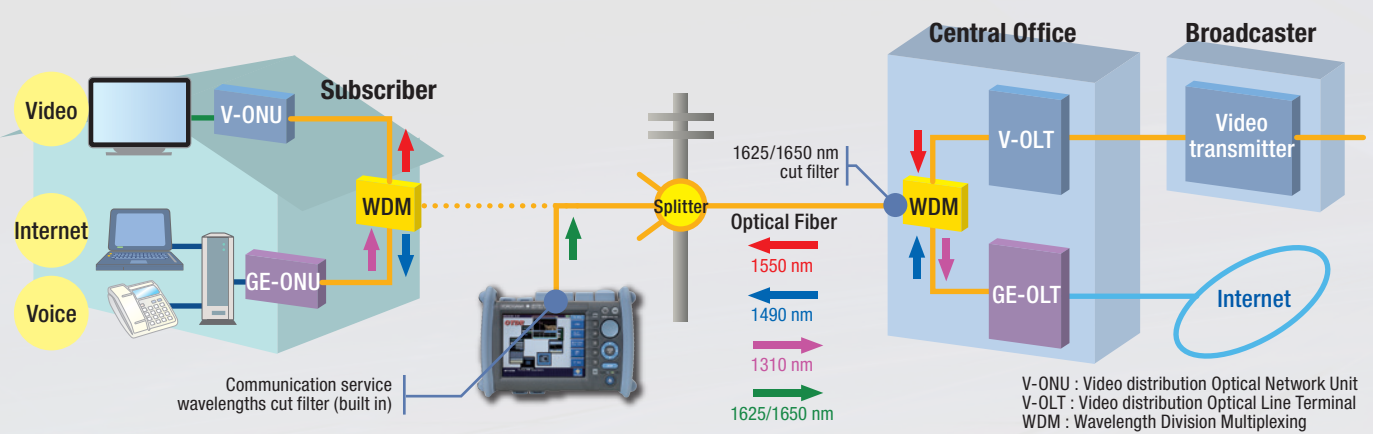 Central Office
Broadcaster
Subscriber
Video
V-ONU
V-OLT
Video
transmitter
1625/1650 nm
cut filter
WDM
Splitter
WDM
Optical Fiber
Internet
1550 nm
GE-ONU
1490 nm
GE-OLT
Internet
Voice
1310 nm
Communication service
wavelengths cut filter (built in)
1625/1650 nm
V-ONU : Video distribution Optical Network Unit
V-OLT : Video distribution Optical Line Terminal
WDM : Wavelength Division Multiplexing